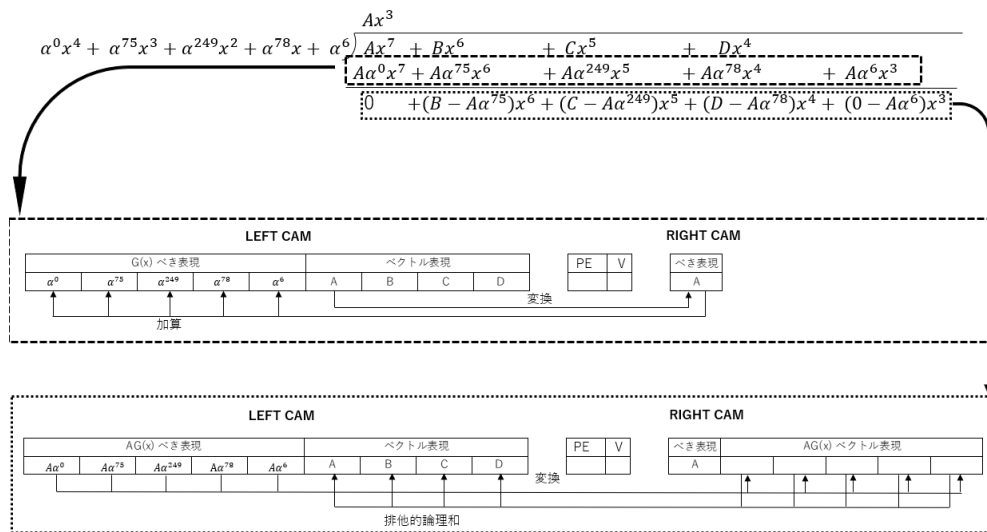 Ax³
α⁰x⁴ + α⁷⁵x³ + α²⁴⁹x² + α⁷⁸x + α⁶) Ax⁷ + Bx⁶ + Cx⁵ + Dx⁴
Aα⁰x⁷ + Aα⁷⁵x⁶ + Aα²⁴⁹x⁵ + Aα⁷⁸x⁴ + Aα⁶x³
0 +(B − Aα⁷⁵)x⁶ + (C − Aα²⁴⁹)x⁵ + (D − Aα⁷⁸)x⁴ + (0 − Aα⁶)x³
LEFT CAM RIGHT CAM
G(x) べき表現 ベクトル表現 PE V べき表現
α⁰ α⁷⁵ α²⁴⁹ α⁷⁸ α⁶ A B C D A
変換
加算
LEFT CAM RIGHT CAM
AG(x) べき表現 ベクトル表現 PE V べき表現 AG(x) ベクトル表現
Aα⁰ Aα⁷⁵ Aα²⁴⁹ Aα⁷⁸ Aα⁶ A B C D A
変換
排他的論理和